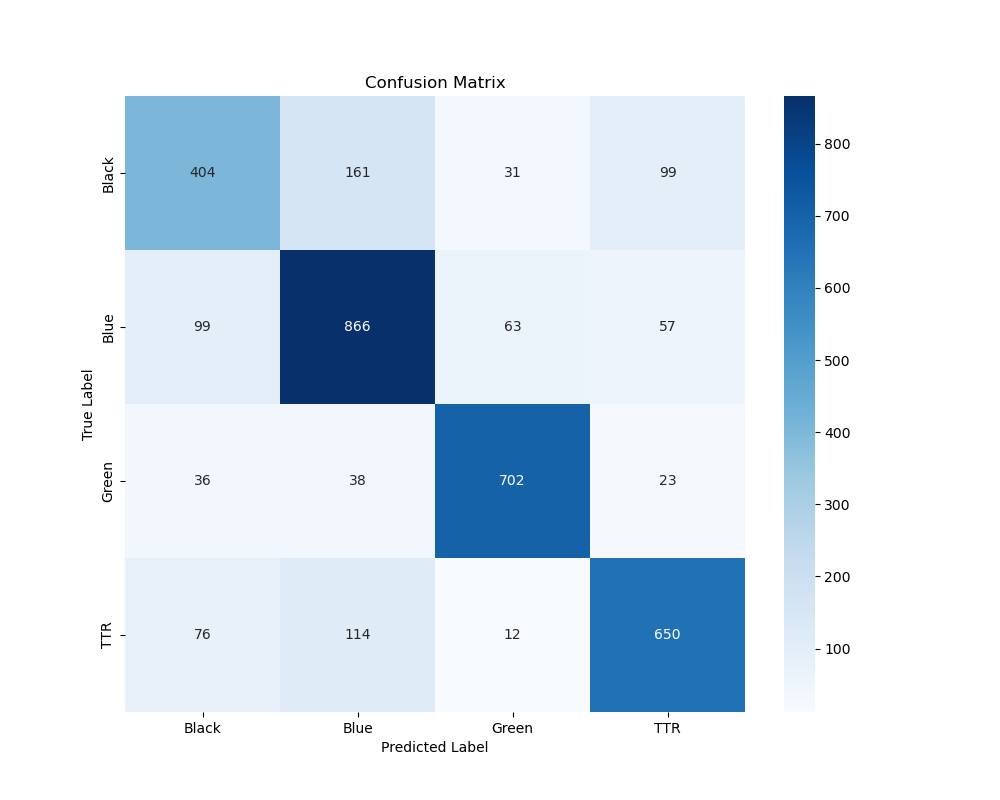 Confusion Matrix
Black 404 161 31 99
Blue 99 866 63 57
Green 36 38 702 23
TTR 76 114 12 650
Black Blue Green TTR
Predicted Label
True Label
800
700
600
500
400
300
200
100